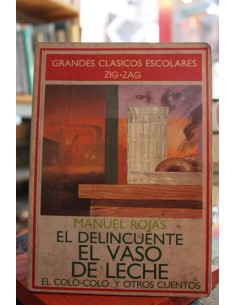 GRANDES CLASICOS ESCOLARES
ZIG-ZAG
MANUEL ROJAS
EL DELINCUENTE
EL VASO
DE LECHE
EL COLO-COLO Y OTROS CUENTOS